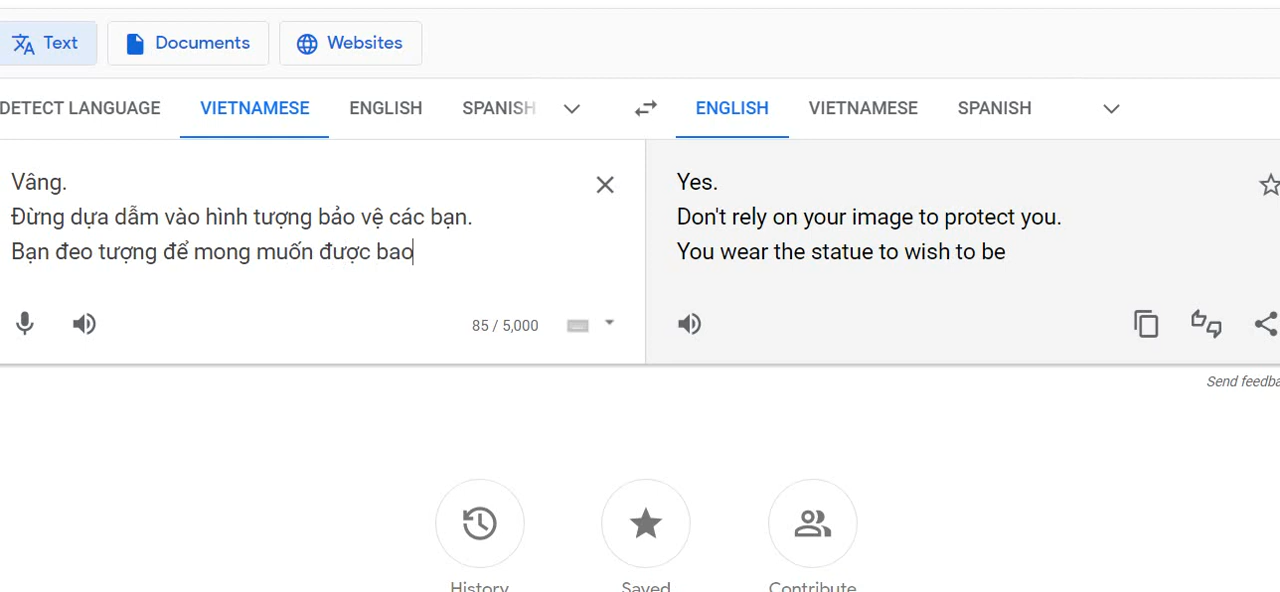 Text Documents Websites
DETECT LANGUAGE VIETNAMESE ENGLISH SPANISH ENGLISH VIETNAMESE SPANISH
Vâng.
Đừng dựa dẫm vào hình tượng bảo vệ các bạn.
Bạn đeo tượng để mong muốn được bao
85 / 5,000
Yes.
Don't rely on your image to protect you.
You wear the statue to wish to be
Send feedba
History Saved Contribute